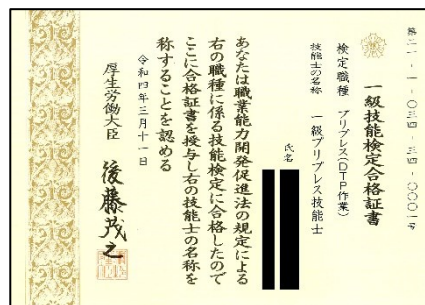 第二一-一-〇三四-三四-〇〇〇一号
一級技能検定合格証書
検定職種　プリプレス(DTP作業)
技能士の名称　一級プリプレス技能士
氏名
あなたは職業能力開発促進法の規定による
右の職種に係る技能検定に合格したので
ここに合格証書を授与し右の技能士の名称を
称することを認める
令和四年三月十一日
厚生労働大臣　後藤茂之